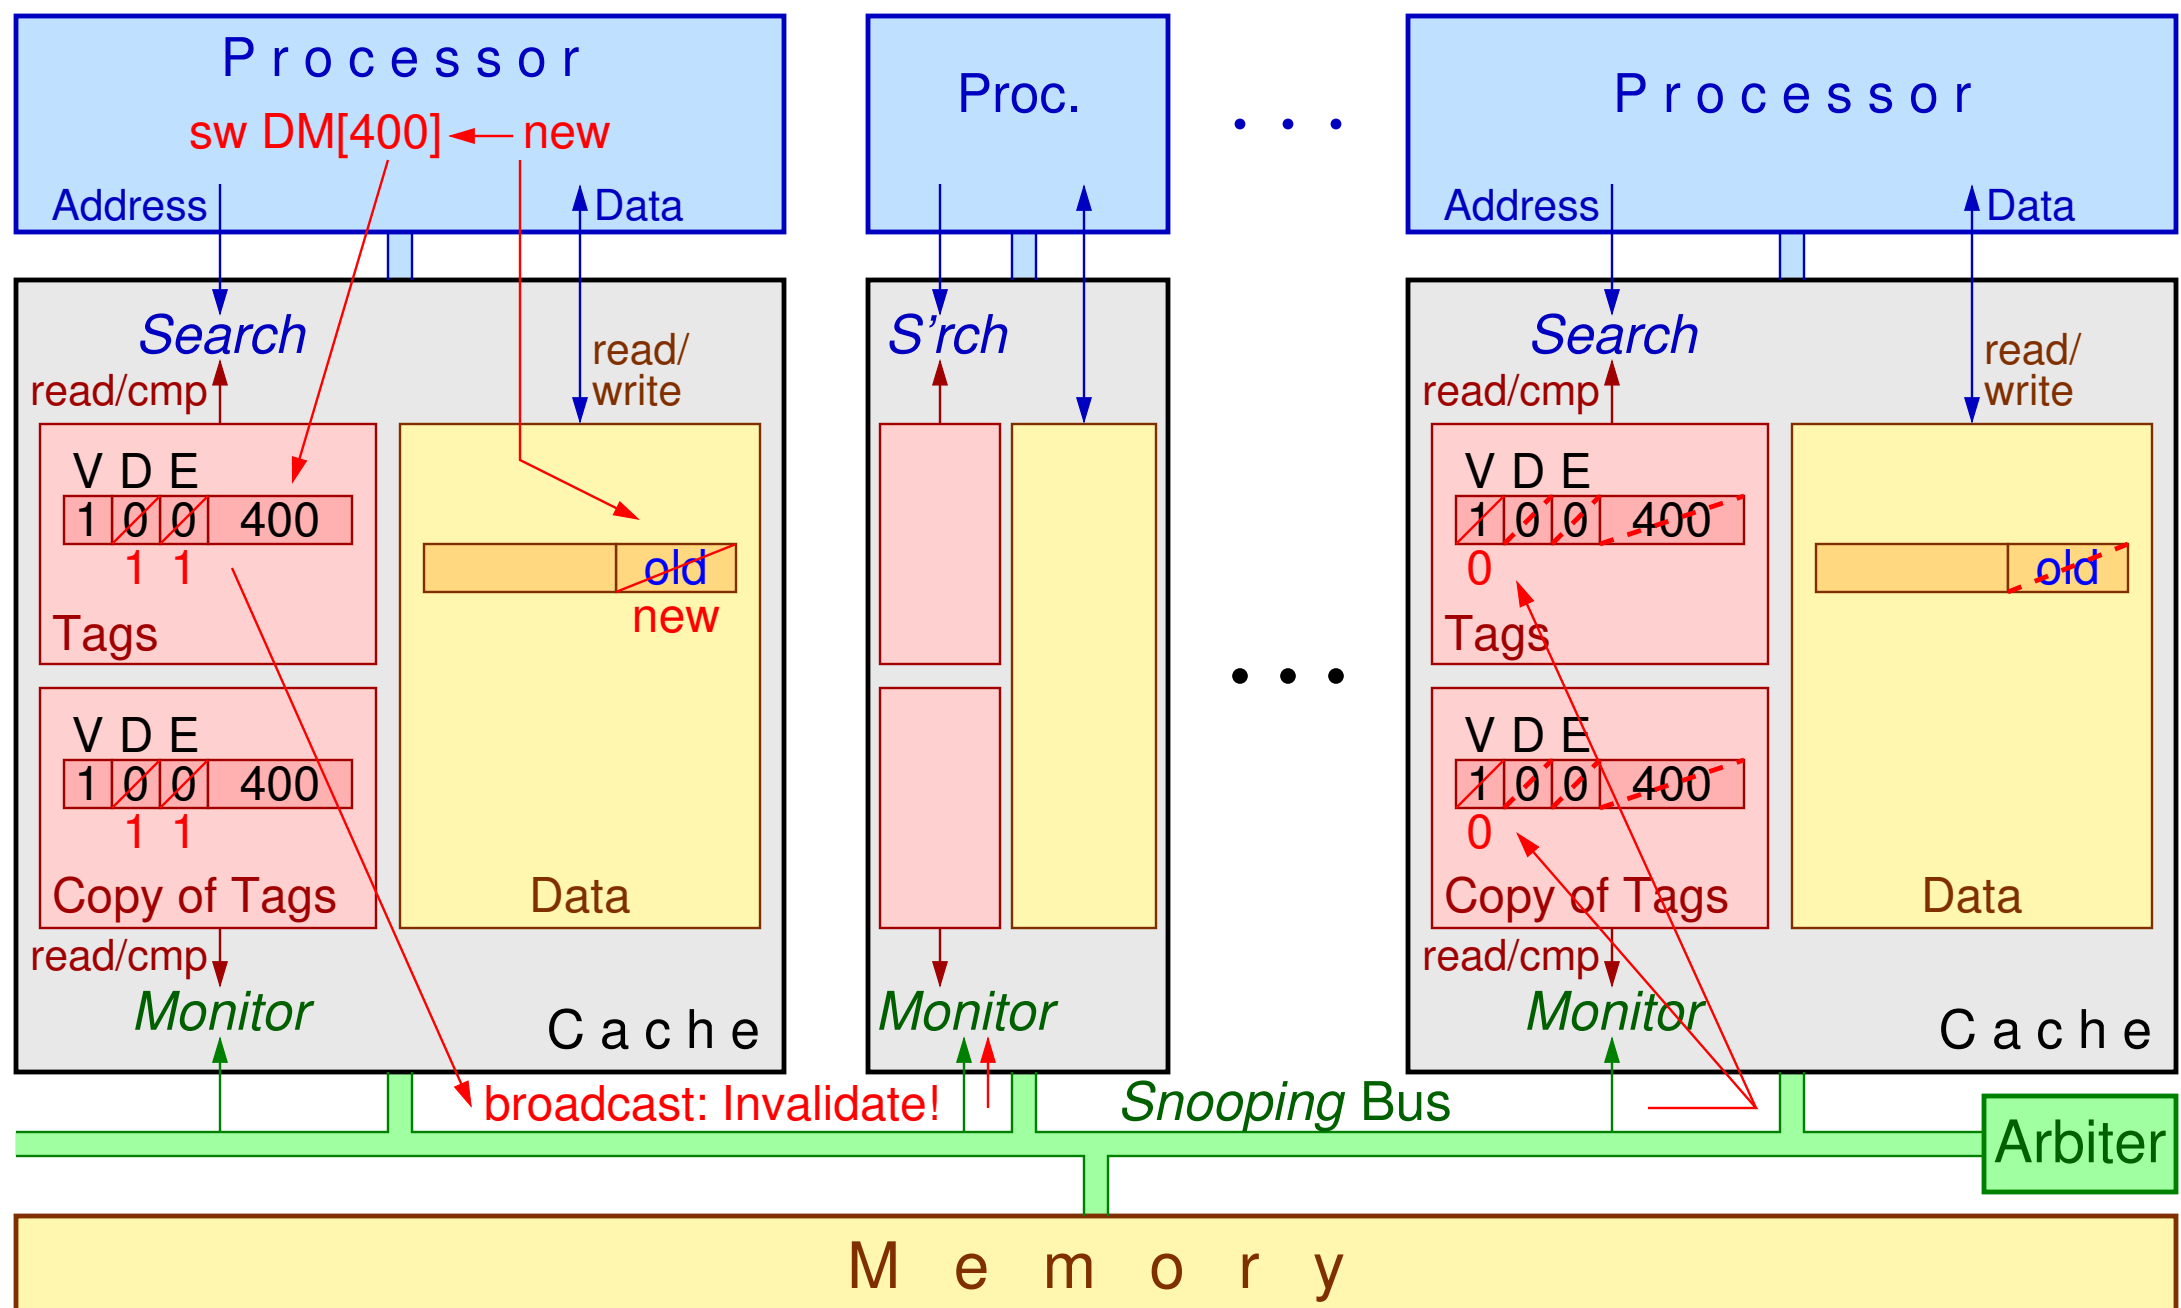 Processor
sw DM[400] new
Address
Data
Search
read/cmp
read/
write
V D E
1 0 0 400
1 1
Tags
old
new
V D E
1 0 0 400
1 1
Copy of Tags
Data
read/cmp
Monitor
Cache
Proc.
S'rch
Monitor
. . .
. . .
Processor
Address
Data
Search
read/cmp
read/
write
V D E
1 0 0 400
0
Tags
old
V D E
1 0 0 400
0
Copy of Tags
Data
read/cmp
Monitor
Cache
broadcast: Invalidate!
Snooping Bus
Arbiter
Memory